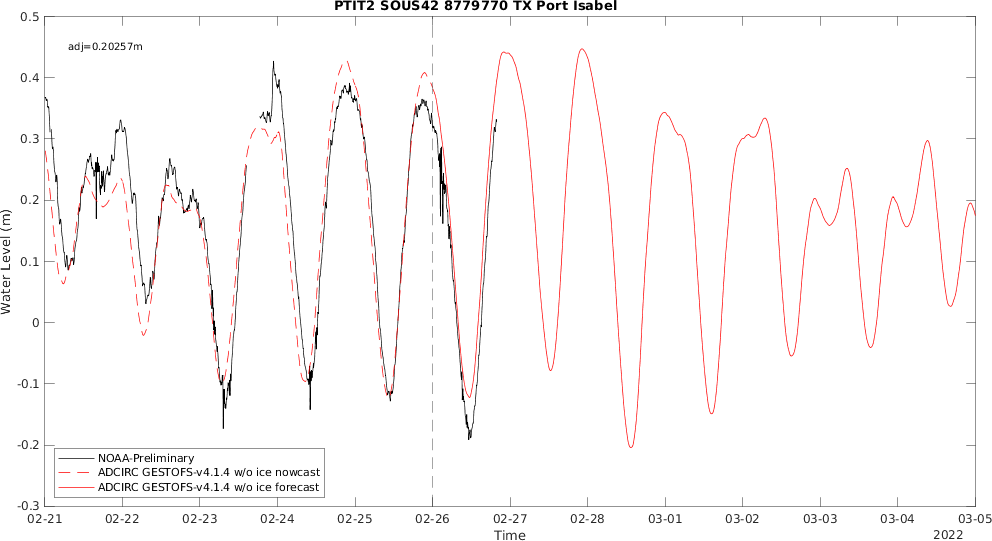 PTIT2 SOUS42 8779770 TX Port Isabel
adj=0.20257m
Water Level (m)
0.5
0.4
0.3
0.2
0.1
0
-0.1
-0.2
-0.3
NOAA-Preliminary
ADCIRC GESTOFS-v4.1.4 w/o ice nowcast
ADCIRC GESTOFS-v4.1.4 w/o ice forecast
02-21 02-22 02-23 02-24 02-25 02-26 02-27 02-28 03-01 03-02 03-03 03-04 03-05
Time
2022